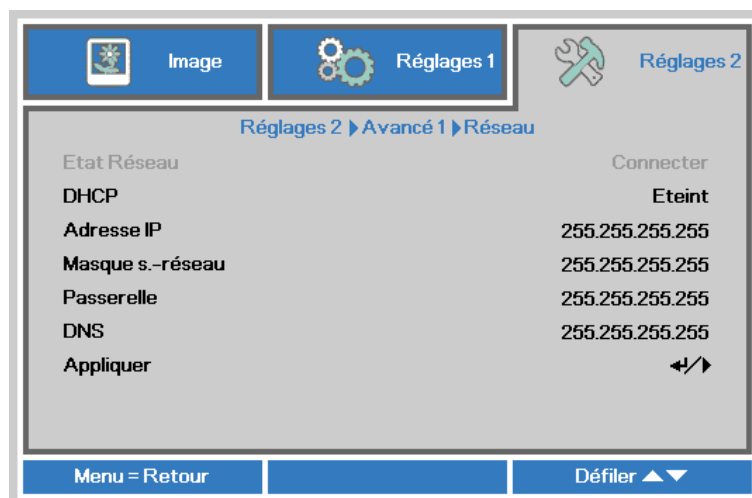 Image
Réglages 1
Réglages 2
Réglages 2 Avancé 1 Réseau
Etat Réseau Connecter
DHCP Eteint
Adresse IP 255.255.255.255
Masque s.-réseau 255.255.255.255
Passerelle 255.255.255.255
DNS 255.255.255.255
Appliquer
Menu = Retour
Défiler